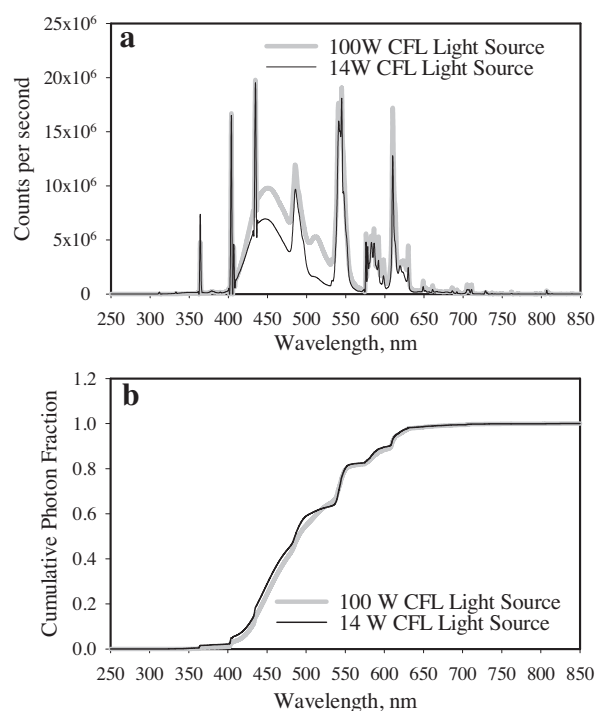 a
100W CFL Light Source
14W CFL Light Source
Counts per second
25x10⁶
20x10⁶
15x10⁶
10x10⁶
5x10⁶
0
250 300 350 400 450 500 550 600 650 700 750 800 850
Wavelength, nm
b
Cumulative Photon Fraction
1.2
1.0
0.8
0.6
0.4
0.2
0.0
100 W CFL Light Source
14 W CFL Light Source
250 300 350 400 450 500 550 600 650 700 750 800 850
Wavelength, nm